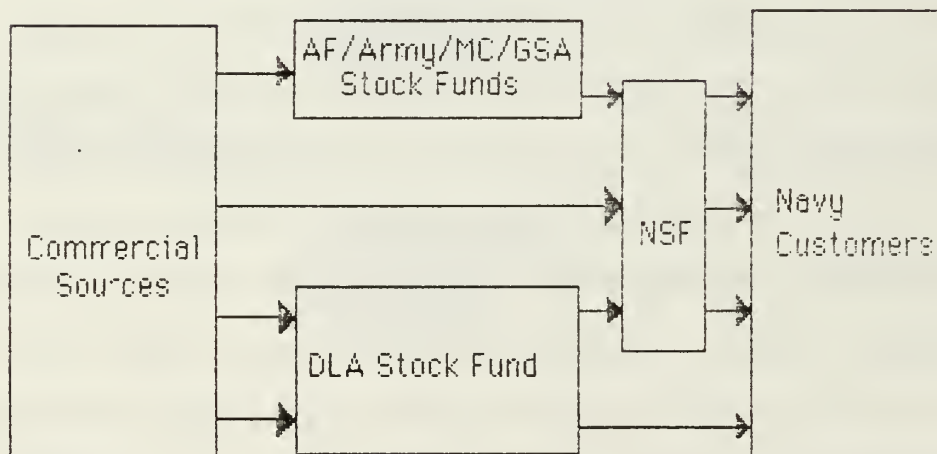 AF/Army/MC/GSA
Stock Funds
Commercial
Sources
NSF
Navy
Customers
DLA Stock Fund